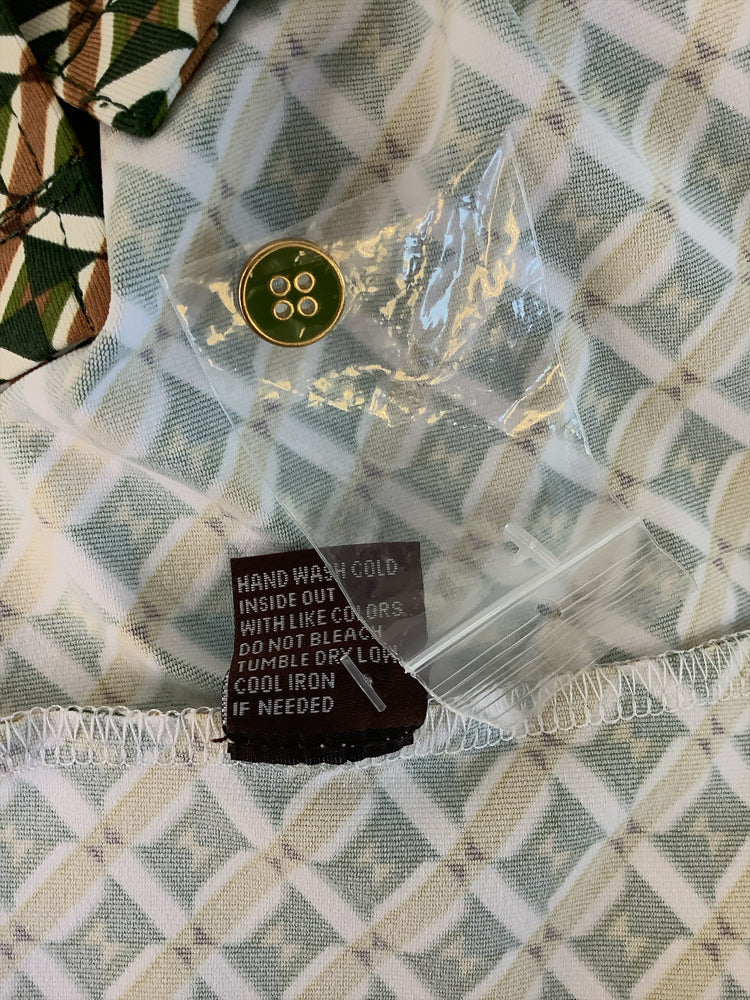 HAND WASH COLD
INSIDE OUT
WITH LIKE COLORS
DO NOT BLEACH
TUMBLE DRY LOW
COOL IRON
IF NEEDED